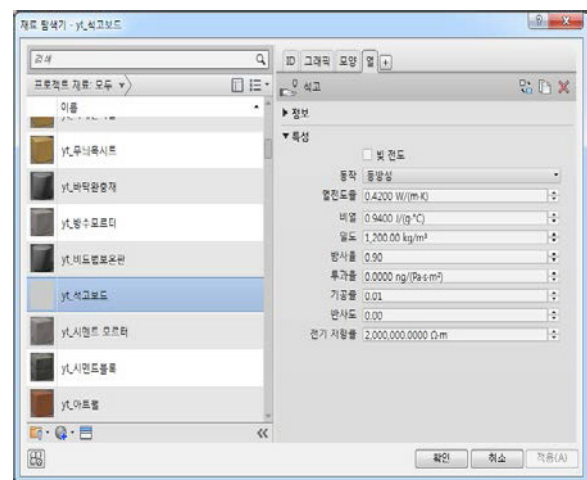 재료 탐색기 - yt_석고보드
검색
프로젝트 재료: 모두
이름
yt_무늬목시트
yt_바닥완충재
yt_방수모르터
yt_비드법보온판
yt_석고보드
yt_시멘트 모르터
yt_시멘트블록
yt_아트월
ID 그래픽 모양 열
석고
▶ 정보
▼ 특성
빛 전도
동작 등방성
열전도율 0.4200 W/(m·K)
비열 0.9400 J/(g·°C)
밀도 1,200.00 kg/m³
방사율 0.90
투과율 0.0000 ng/(Pa·s·m²)
기공율 0.01
반사도 0.00
전기 저항률 2,000,000.0000 Ω·m
확인 취소 적용(A)